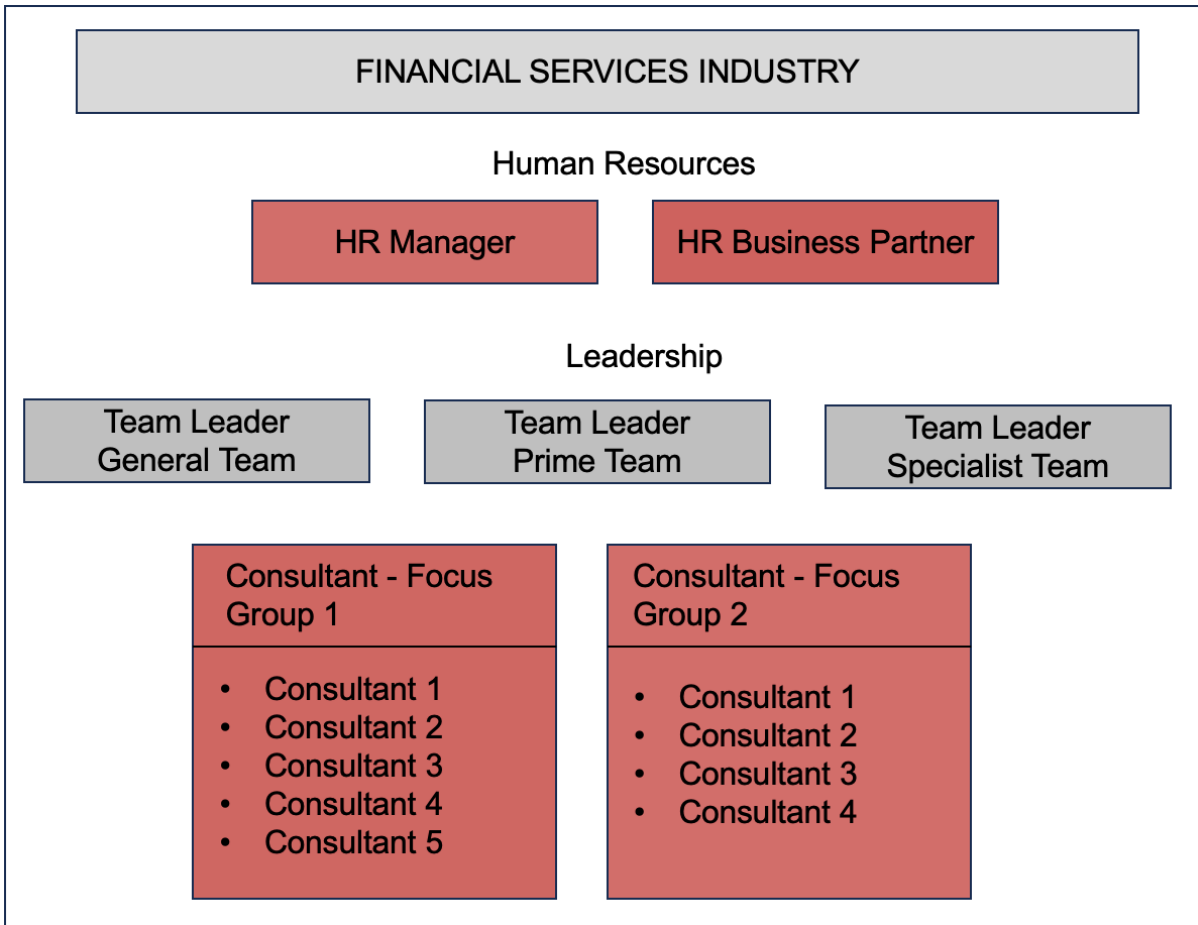 FINANCIAL SERVICES INDUSTRY
Human Resources
HR Manager
HR Business Partner
Leadership
Team Leader
General Team
Team Leader
Prime Team
Team Leader
Specialist Team
Consultant - Focus
Group 1
• Consultant 1
• Consultant 2
• Consultant 3
• Consultant 4
• Consultant 5
Consultant - Focus
Group 2
• Consultant 1
• Consultant 2
• Consultant 3
• Consultant 4